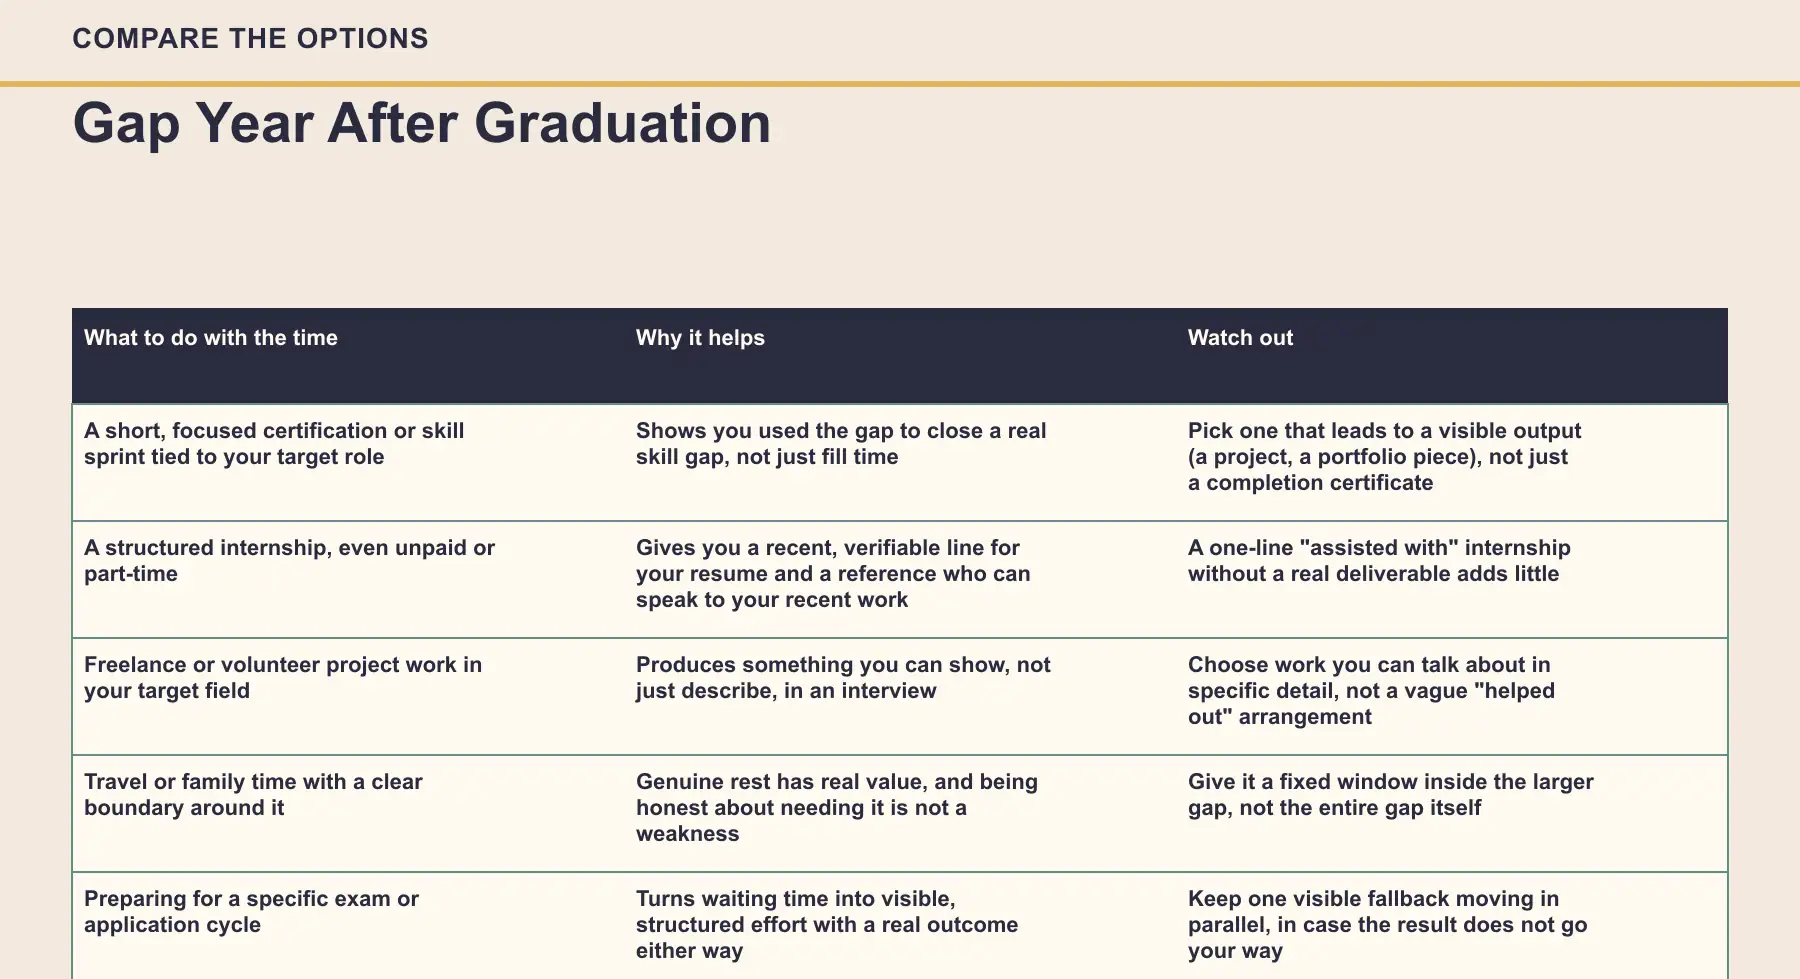 COMPARE THE OPTIONS
Gap Year After Graduation
What to do with the time
Why it helps
Watch out
A short, focused certification or skill
sprint tied to your target role
Shows you used the gap to close a real
skill gap, not just fill time
Pick one that leads to a visible output
(a project, a portfolio piece), not just
a completion certificate
A structured internship, even unpaid or
part-time
Gives you a recent, verifiable line for
your resume and a reference who can
speak to your recent work
A one-line "assisted with" internship
without a real deliverable adds little
Freelance or volunteer project work in
your target field
Produces something you can show, not
just describe, in an interview
Choose work you can talk about in
specific detail, not a vague "helped
out" arrangement
Travel or family time with a clear
boundary around it
Genuine rest has real value, and being
honest about needing it is not a
weakness
Give it a fixed window inside the larger
gap, not the entire gap itself
Preparing for a specific exam or
application cycle
Turns waiting time into visible,
structured effort with a real outcome
either way
Keep one visible fallback moving in
parallel, in case the result does not go
your way